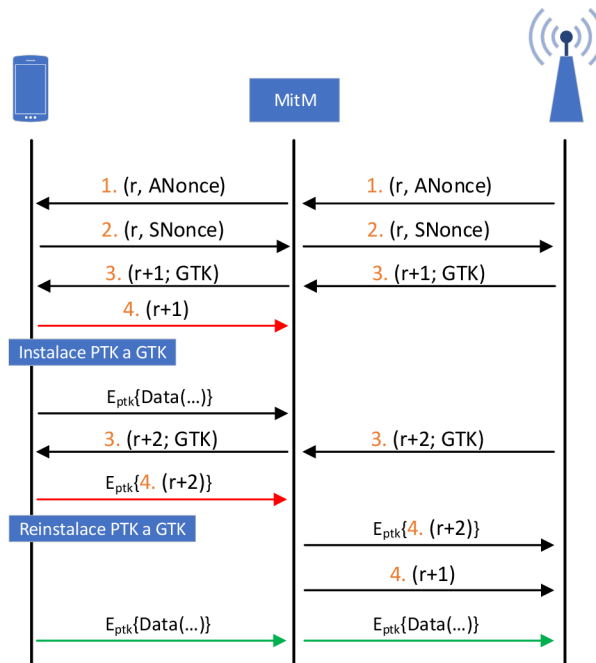 MitM
1. (r, ANonce)
1. (r, ANonce)
2. (r, SNonce)
2. (r, SNonce)
3. (r+1; GTK)
3. (r+1; GTK)
4. (r+1)
Instalace PTK a GTK
Eptk{Data(...)}
3. (r+2; GTK)
3. (r+2; GTK)
Eptk{4. (r+2)}
Reinstalace PTK a GTK
Eptk{4. (r+2)}
4. (r+1)
Eptk{Data(...)}
Eptk{Data(...)}